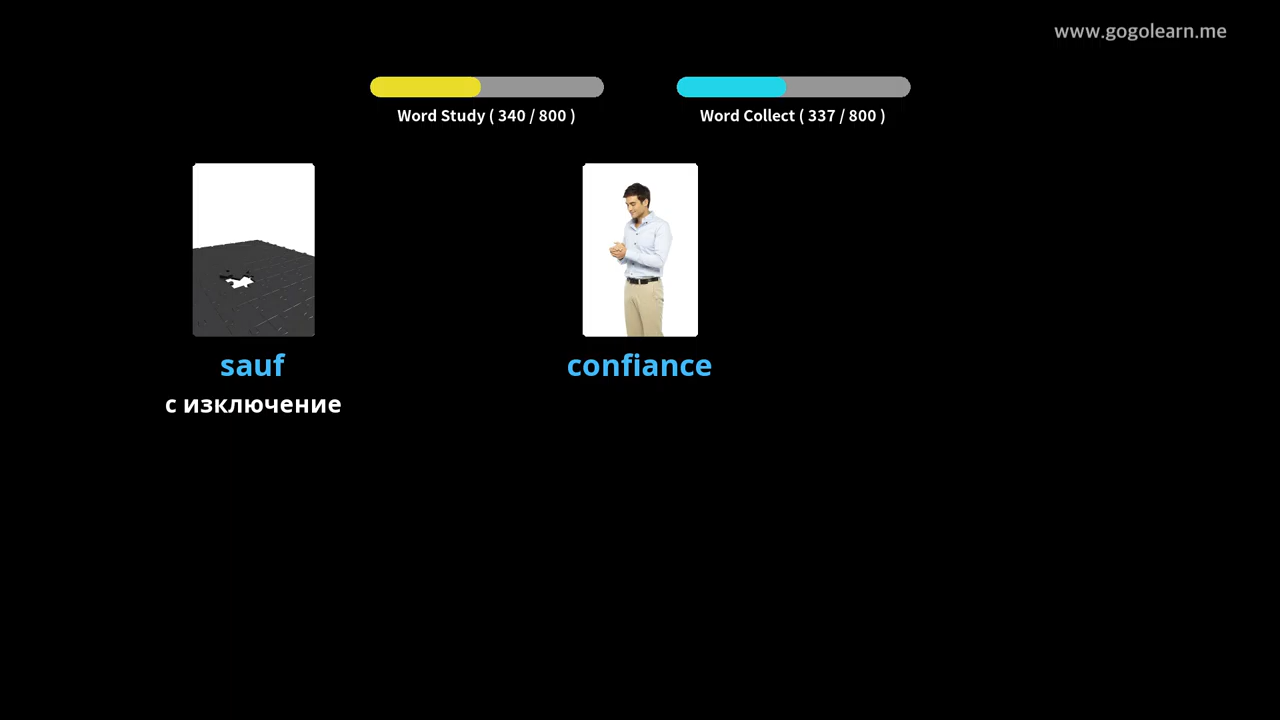 www.gogolearn.me
Word Study ( 340 / 800 )
Word Collect ( 337 / 800 )
sauf
с изключение
confiance